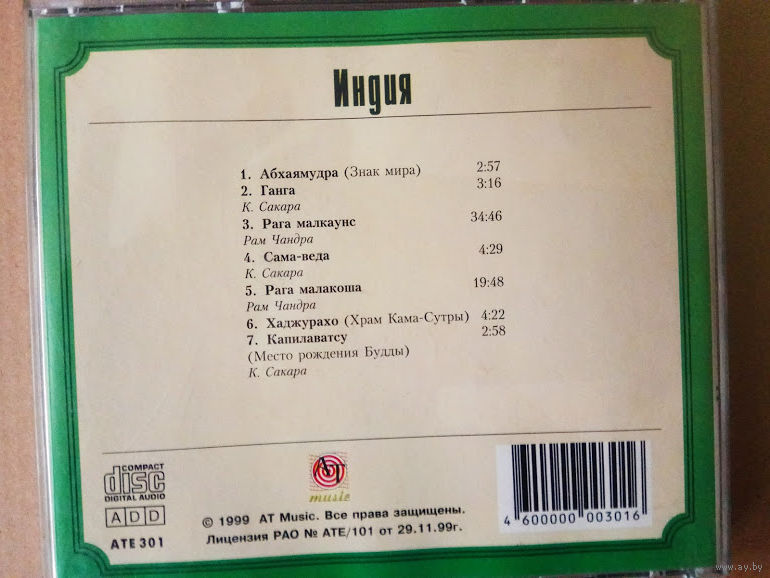 Индия
1. Абхаямудра (Знак мира) 2:57
2. Ганга 3:16
К. Сакара
3. Рага малкаунс 34:46
Рам Чандра
4. Сама-веда 4:29
К. Сакара
5. Рага малакоша 19:48
Рам Чандра
6. Хаджурахо (Храм Кама-Сутры) 4:22
7. Капилаватсу 2:58
(Место рождения Будды)
К. Сакара
COMPACT
disc
DIGITAL AUDIO
ADD
ATE 301
AT
music
© 1999 AT Music. Все права защищены.
Лицензия РАО № ATE/101 от 29.11.99г.
4 600000 003016
www.ay.by